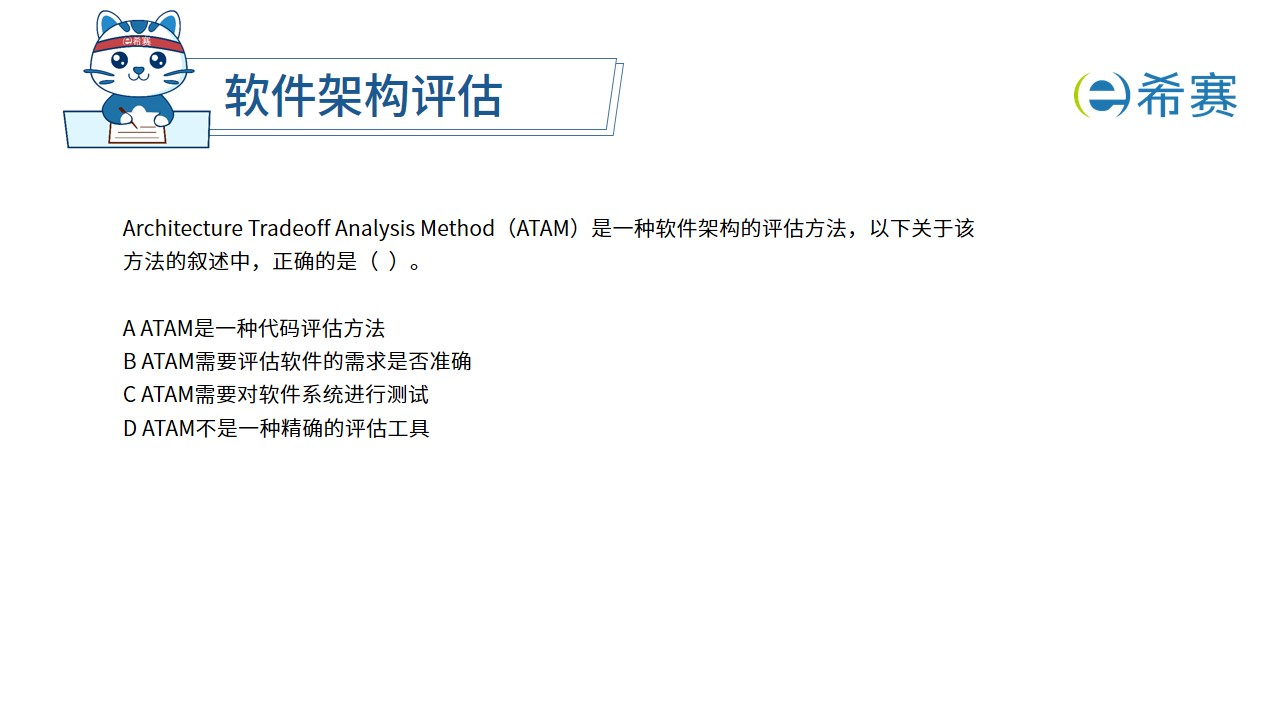 希赛
软件架构评估
希赛
Architecture Tradeoff Analysis Method（ATAM）是一种软件架构的评估方法，以下关于该
方法的叙述中，正确的是（ ）。
A ATAM是一种代码评估方法
B ATAM需要评估软件的需求是否准确
C ATAM需要对软件系统进行测试
D ATAM不是一种精确的评估工具